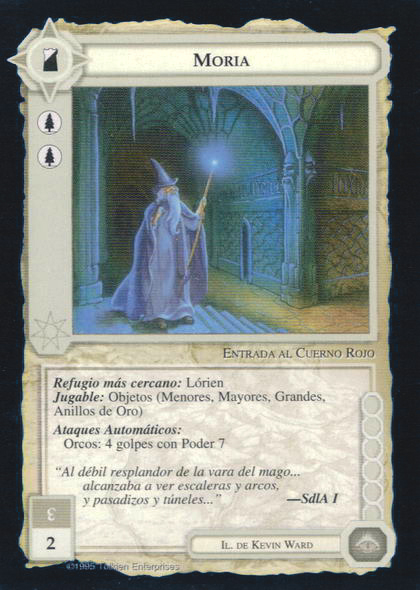 Moria
Entrada al Cuerno Rojo
Refugio más cercano: Lórien
Jugable: Objetos (Menores, Mayores, Grandes,
Anillos de Oro)
Ataques Automáticos:
Orcos: 4 golpes con Poder 7
“Al débil resplandor de la vara del mago...
alcanzaba a ver escaleras y arcos,
y pasadizos y túneles...” —SdlA I
2
Il. de Kevin Ward
©1995 Tolkien Enterprises